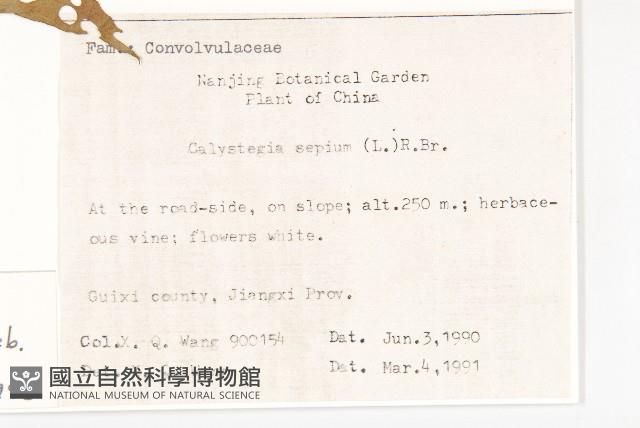 Fam.: Convolvulaceae
Nanjing Botanical Garden
Plant of China
Calystegia sepium (L.)R.Br.
At the road-side, on slope; alt.250 m.; herbace-
ous vine; flowers white.
Guixi county, Jiangxi Prov.
Col.X. Q. Wang 900154 Dat. Jun.3,1990
Dat. Mar.4,1991
國立自然科學博物館
NATIONAL MUSEUM OF NATURAL SCIENCE